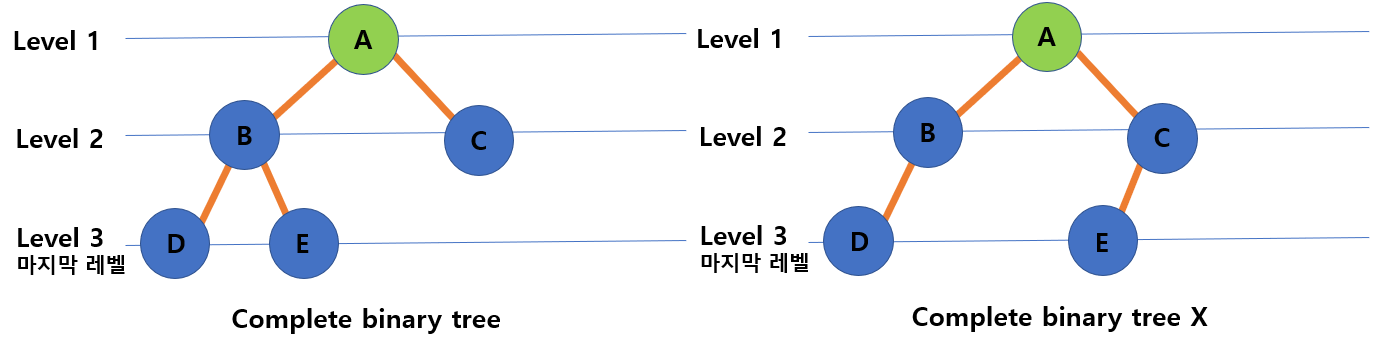 Level 1
A
Level 2
B
C
Level 3
마지막 레벨
D
E
Complete binary tree
Level 1
A
Level 2
B
C
Level 3
마지막 레벨
D
E
Complete binary tree X